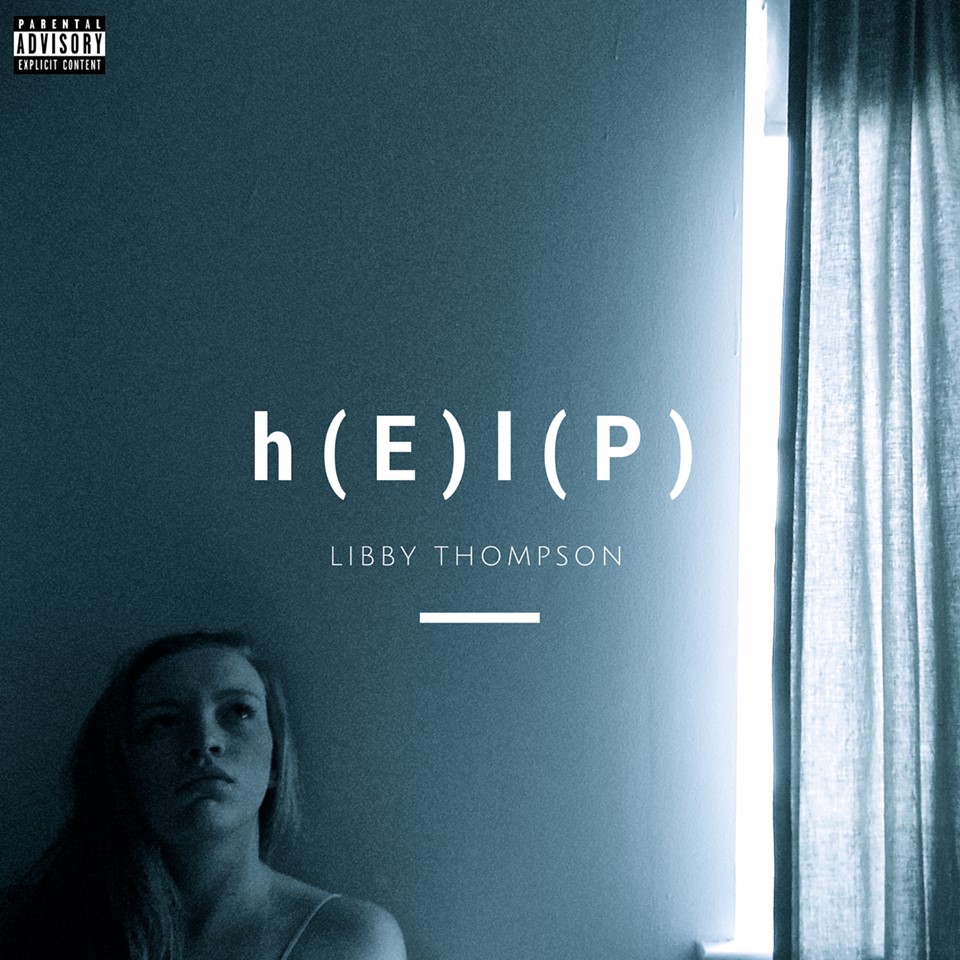 PARENTAL
ADVISORY
EXPLICIT CONTENT
h(E)l(P)
LIBBY THOMPSON